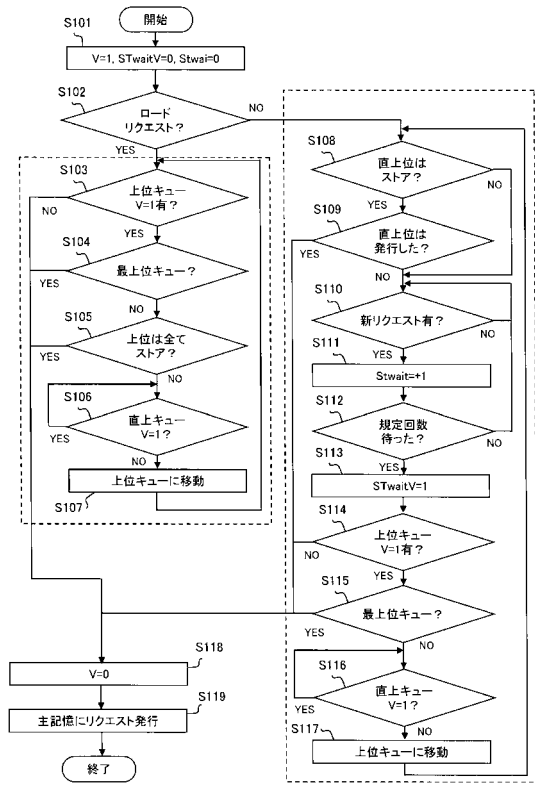 開始
S101
V=1, STwaitV=0, Stwai=0
S102
ロード
リクエスト？
NO
YES
S103
上位キュー
V=1有？
NO
YES
S104
最上位キュー？
YES
NO
S105
上位は全て
ストア？
YES
NO
S106
直上キュー
V=1？
YES
NO
上位キューに移動
S107
S108
直上位は
ストア？
NO
YES
S109
直上位は
発行した？
YES
NO
S110
新リクエスト有？
NO
YES
S111
Stwait=+1
S112
規定回数
待った？
NO
YES
S113
STwaitV=1
S114
上位キュー
V=1有？
NO
YES
S115
最上位キュー？
YES
NO
S116
直上キュー
V=1？
YES
NO
S117
上位キューに移動
S118
V=0
S119
主記憶にリクエスト発行
終了